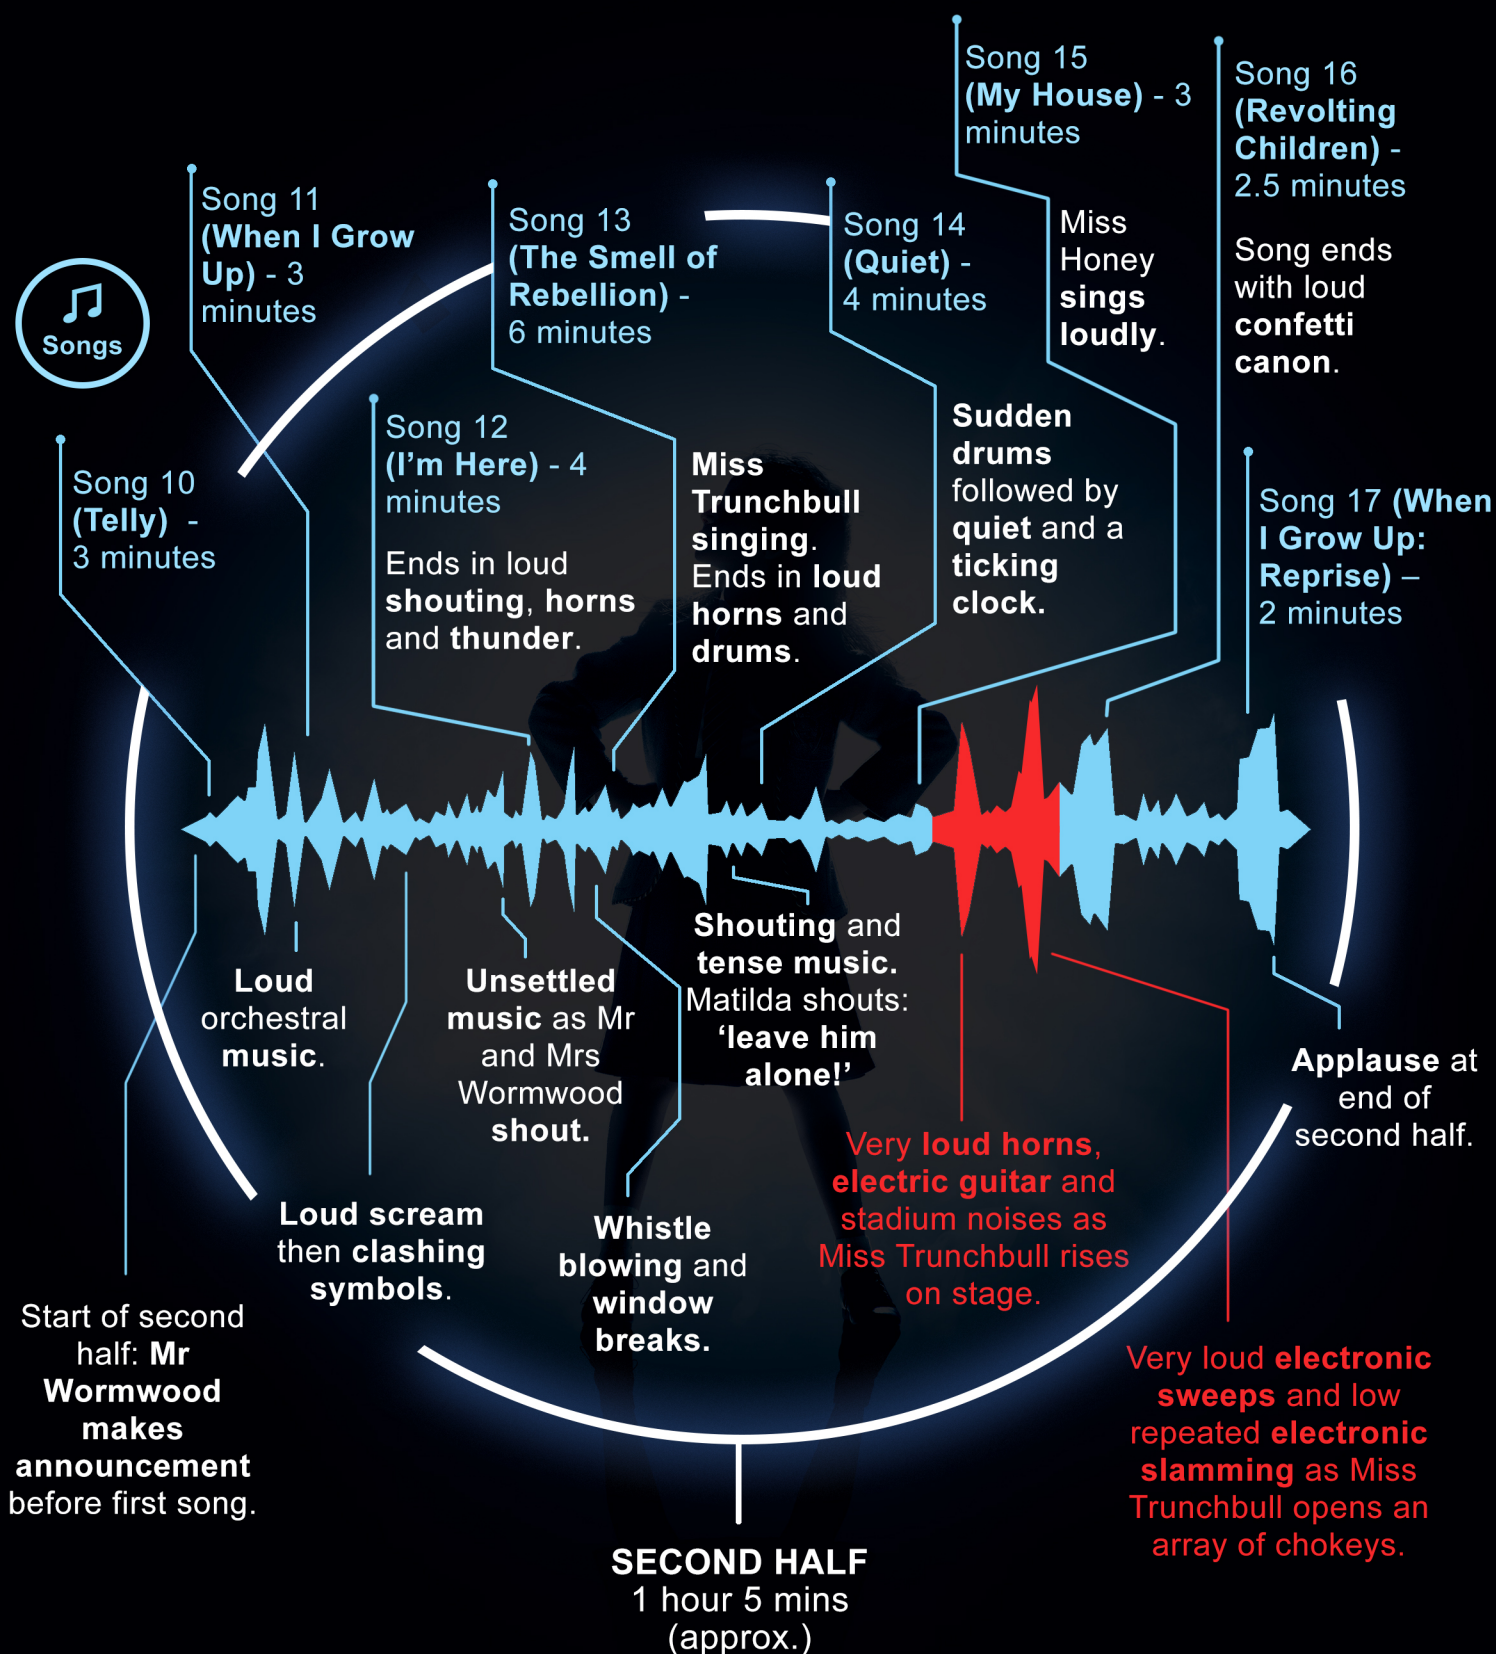 Songs
Song 10
(Telly)  -
3 minutes
Song 11
(When I Grow
Up) - 3
minutes
Song 12
(I’m Here) - 4
minutes
Ends in loud
shouting, horns
and thunder.
Song 13
(The Smell of
Rebellion) -
6 minutes
Miss
Trunchbull
singing.
Ends in loud
horns and
drums.
Song 14
(Quiet) -
4 minutes
Sudden
drums
followed by
quiet and a
ticking
clock.
Song 15
(My House) - 3
minutes
Miss
Honey
sings
loudly.
Song 16
(Revolting
Children) -
2.5 minutes
Song ends
with loud
confetti
canon.
Song 17 (When
I Grow Up:
Reprise) –
2 minutes
Start of second
half: Mr
Wormwood
makes
announcement
before first song.
Loud
orchestral
music.
Loud scream
then clashing
symbols.
Unsettled
music as Mr
and Mrs
Wormwood
shout.
Whistle
blowing and
window
breaks.
Shouting and
tense music.
Matilda shouts:
‘leave him
alone!’
Very loud horns,
electric guitar and
stadium noises as
Miss Trunchbull rises
on stage.
Very loud electronic
sweeps and low
repeated electronic
slamming as Miss
Trunchbull opens an
array of chokeys.
Applause at
end of
second half.
SECOND HALF
1 hour 5 mins
(approx.)